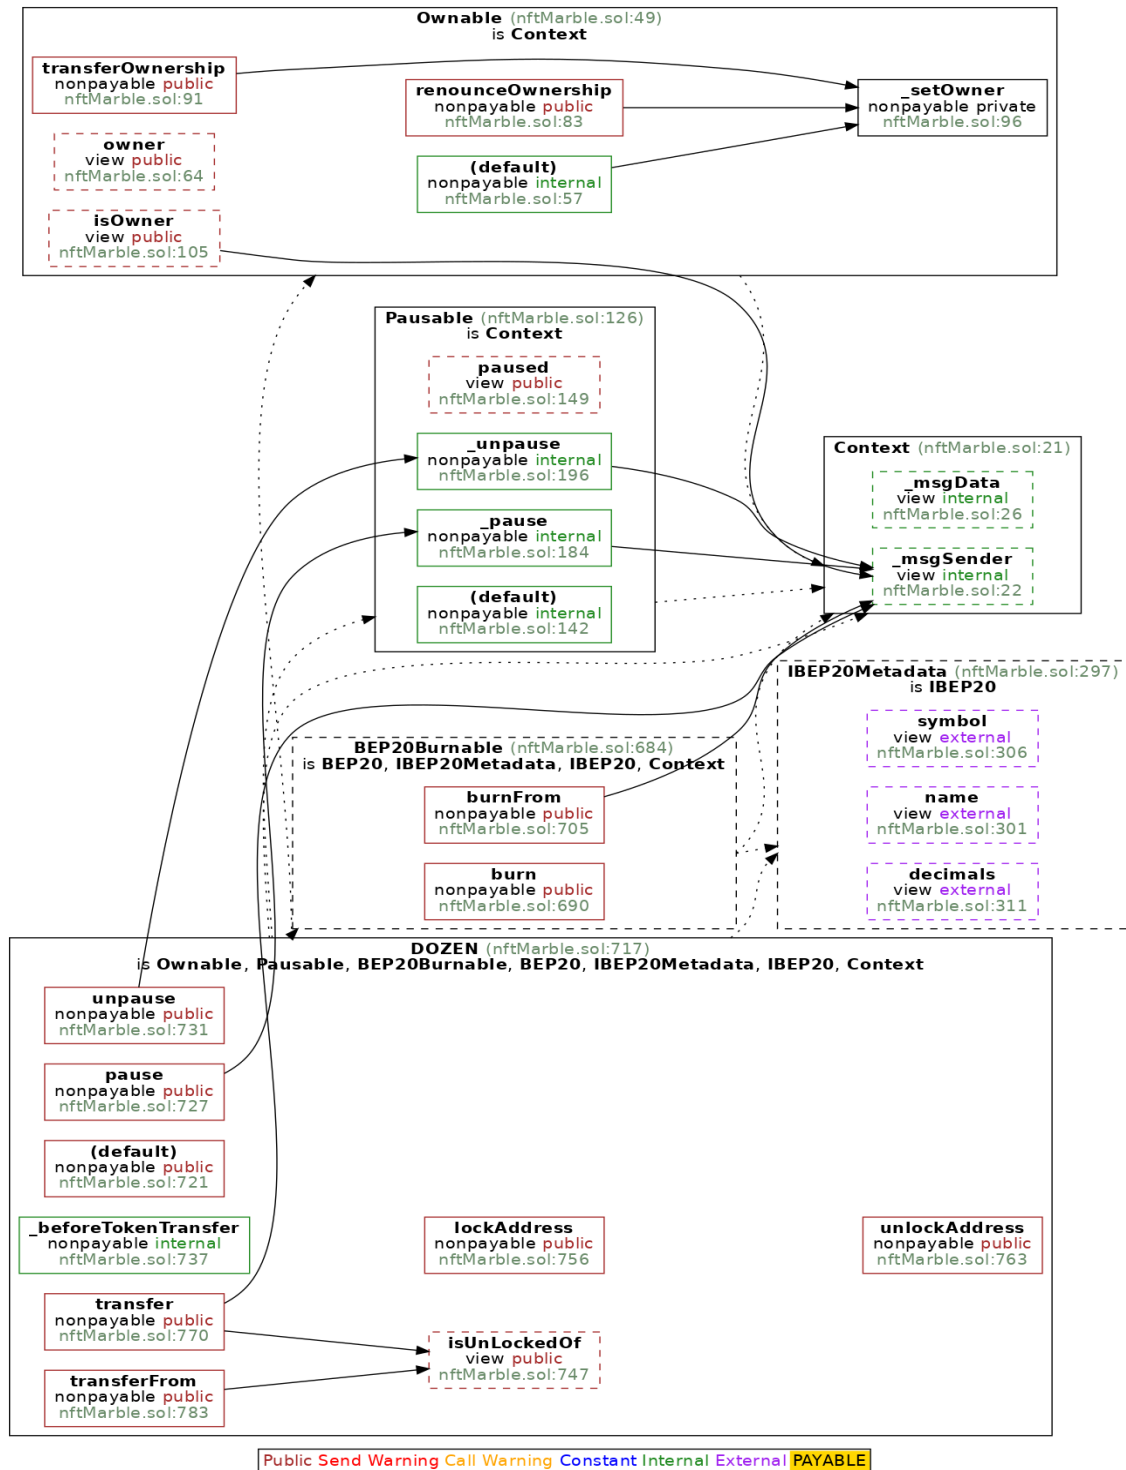 Ownable (nftMarble.sol:49)
is Context
transferOwnership
nonpayable public
nftMarble.sol:91
renounceOwnership
nonpayable public
nftMarble.sol:83
_setOwner
nonpayable private
nftMarble.sol:96
owner
view public
nftMarble.sol:64
(default)
nonpayable internal
nftMarble.sol:57
isOwner
view public
nftMarble.sol:105
Pausable (nftMarble.sol:126)
is Context
paused
view public
nftMarble.sol:149
_unpause
nonpayable internal
nftMarble.sol:196
_pause
nonpayable internal
nftMarble.sol:184
(default)
nonpayable internal
nftMarble.sol:142
Context (nftMarble.sol:21)
_msgData
view internal
nftMarble.sol:26
_msgSender
view internal
nftMarble.sol:22
IBEP20Metadata (nftMarble.sol:297)
is IBEP20
symbol
view external
nftMarble.sol:306
name
view external
nftMarble.sol:301
decimals
view external
nftMarble.sol:311
BEP20Burnable (nftMarble.sol:684)
is BEP20, IBEP20Metadata, IBEP20, Context
burnFrom
nonpayable public
nftMarble.sol:705
burn
nonpayable public
nftMarble.sol:690
DOZEN (nftMarble.sol:717)
is Ownable, Pausable, BEP20Burnable, BEP20, IBEP20Metadata, IBEP20, Context
unpause
nonpayable public
nftMarble.sol:731
pause
nonpayable public
nftMarble.sol:727
(default)
nonpayable public
nftMarble.sol:721
_beforeTokenTransfer
nonpayable internal
nftMarble.sol:737
lockAddress
nonpayable public
nftMarble.sol:756
unlockAddress
nonpayable public
nftMarble.sol:763
transfer
nonpayable public
nftMarble.sol:770
isUnLockedOf
view public
nftMarble.sol:747
transferFrom
nonpayable public
nftMarble.sol:783
Public Send Warning Call Warning Constant Internal External PAYABLE